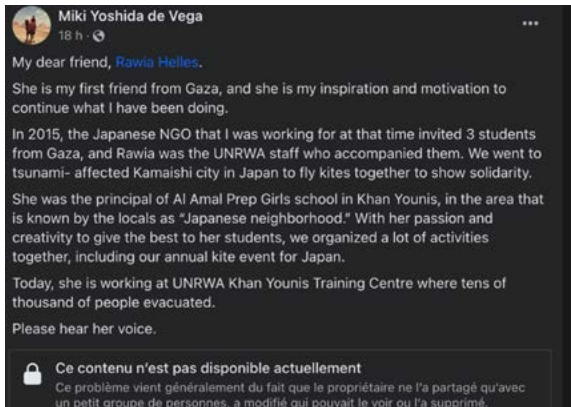 Miki Yoshida de Vega
18 h ·
My dear friend, Rawia Helles.
She is my first friend from Gaza, and she is my inspiration and motivation to
continue what I have been doing.
In 2015, the Japanese NGO that I was working for at that time invited 3 students
from Gaza, and Rawia was the UNRWA staff who accompanied them. We went to
tsunami- affected Kamaishi city in Japan to fly kites together to show solidarity.
She was the principal of Al Amal Prep Girls school in Khan Younis, in the area that
is known by the locals as “Japanese neighborhood.” With her passion and
creativity to give the best to her students, we organized a lot of activities
together, including our annual kite event for Japan.
Today, she is working at UNRWA Khan Younis Training Centre where tens of
thousand of people evacuated.
Please hear her voice.
Ce contenu n'est pas disponible actuellement
Ce problème vient généralement du fait que le propriétaire ne l'a partagé qu'avec
un petit groupe de personnes, a modifié qui pouvait le voir ou l'a supprimé.